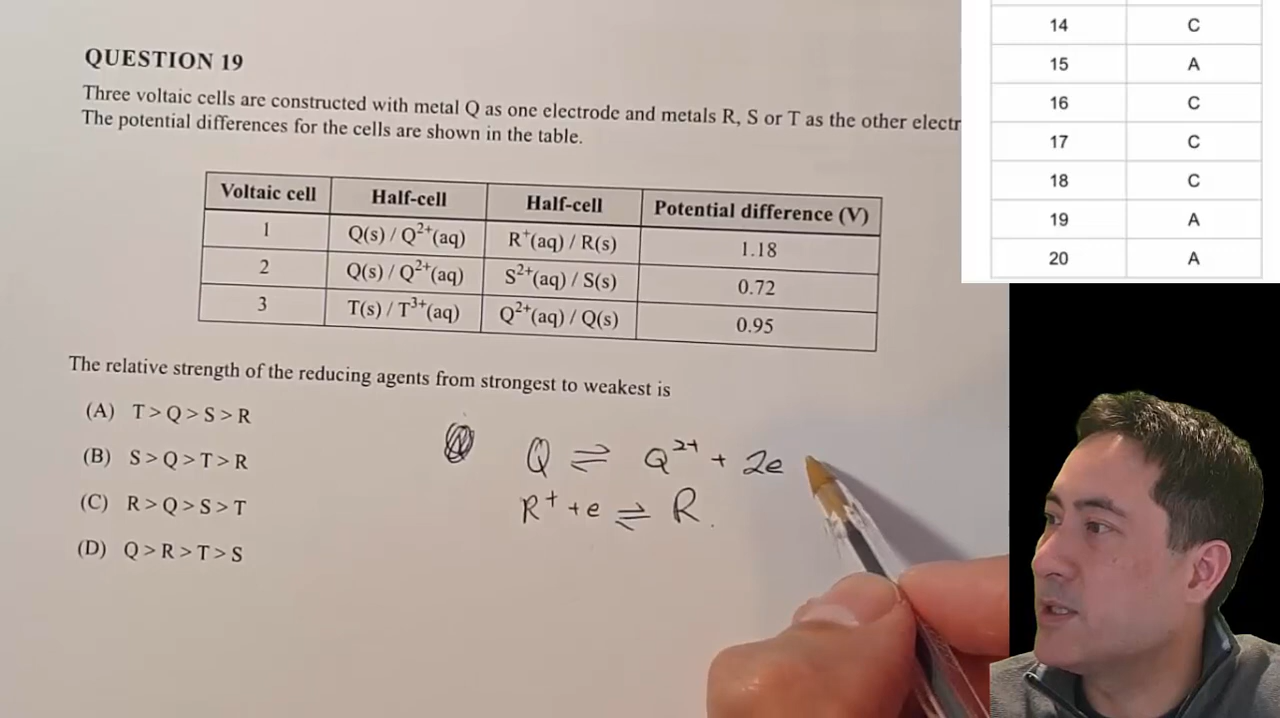 QUESTION 19
Three voltaic cells are constructed with metal Q as one electrode and metals R, S or T as the other electr
The potential differences for the cells are shown in the table.
Voltaic cell Half-cell Half-cell Potential difference (V)
1 Q(s) / Q²⁺(aq) R⁺(aq) / R(s) 1.18
2 Q(s) / Q²⁺(aq) S²⁺(aq) / S(s) 0.72
3 T(s) / T³⁺(aq) Q²⁺(aq) / Q(s) 0.95
The relative strength of the reducing agents from strongest to weakest is
(A) T > Q > S > R
(B) S > Q > T > R
(C) R > Q > S > T
(D) Q > R > T > S
Q ⇌ Q²⁺ + 2e
R⁺ + e ⇌ R.
14 C
15 A
16 C
17 C
18 C
19 A
20 A